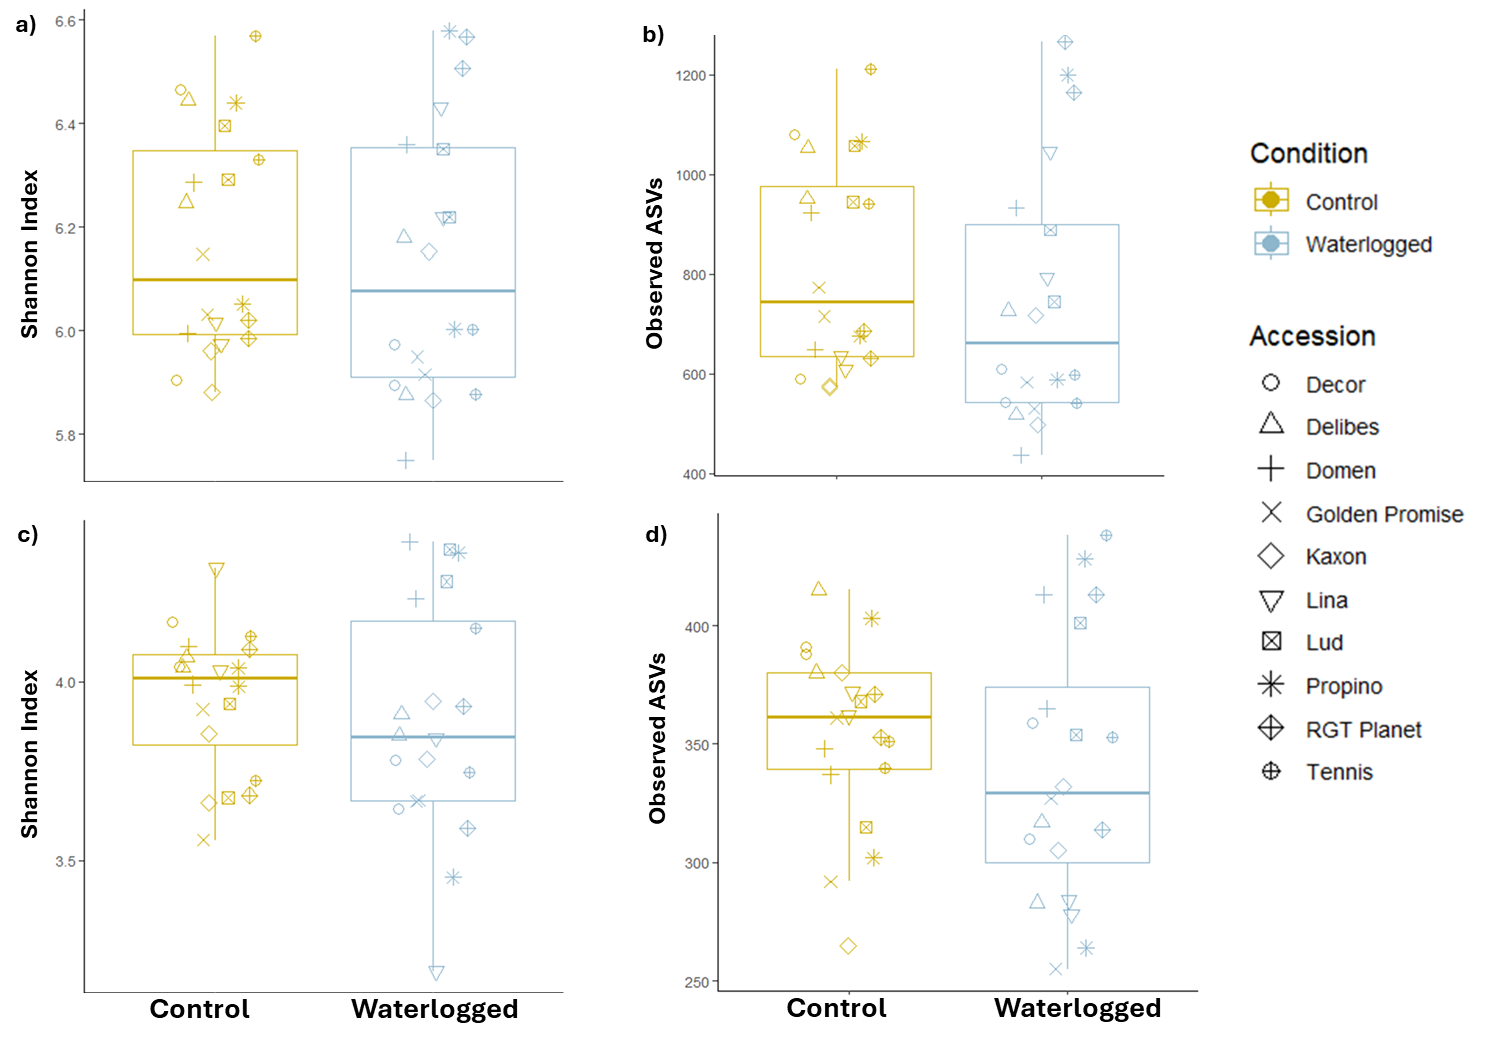 a)
Shannon Index
6.6
6.4
6.2
6.0
5.8
b)
Observed ASVs
1200
1000
800
600
400
c)
Shannon Index
4.0
3.5
Control
Waterlogged
d)
Observed ASVs
400
350
300
250
Control
Waterlogged
Condition
Control
Waterlogged
Accession
Decor
Delibes
Domen
Golden Promise
Kaxon
Lina
Lud
Propino
RGT Planet
Tennis